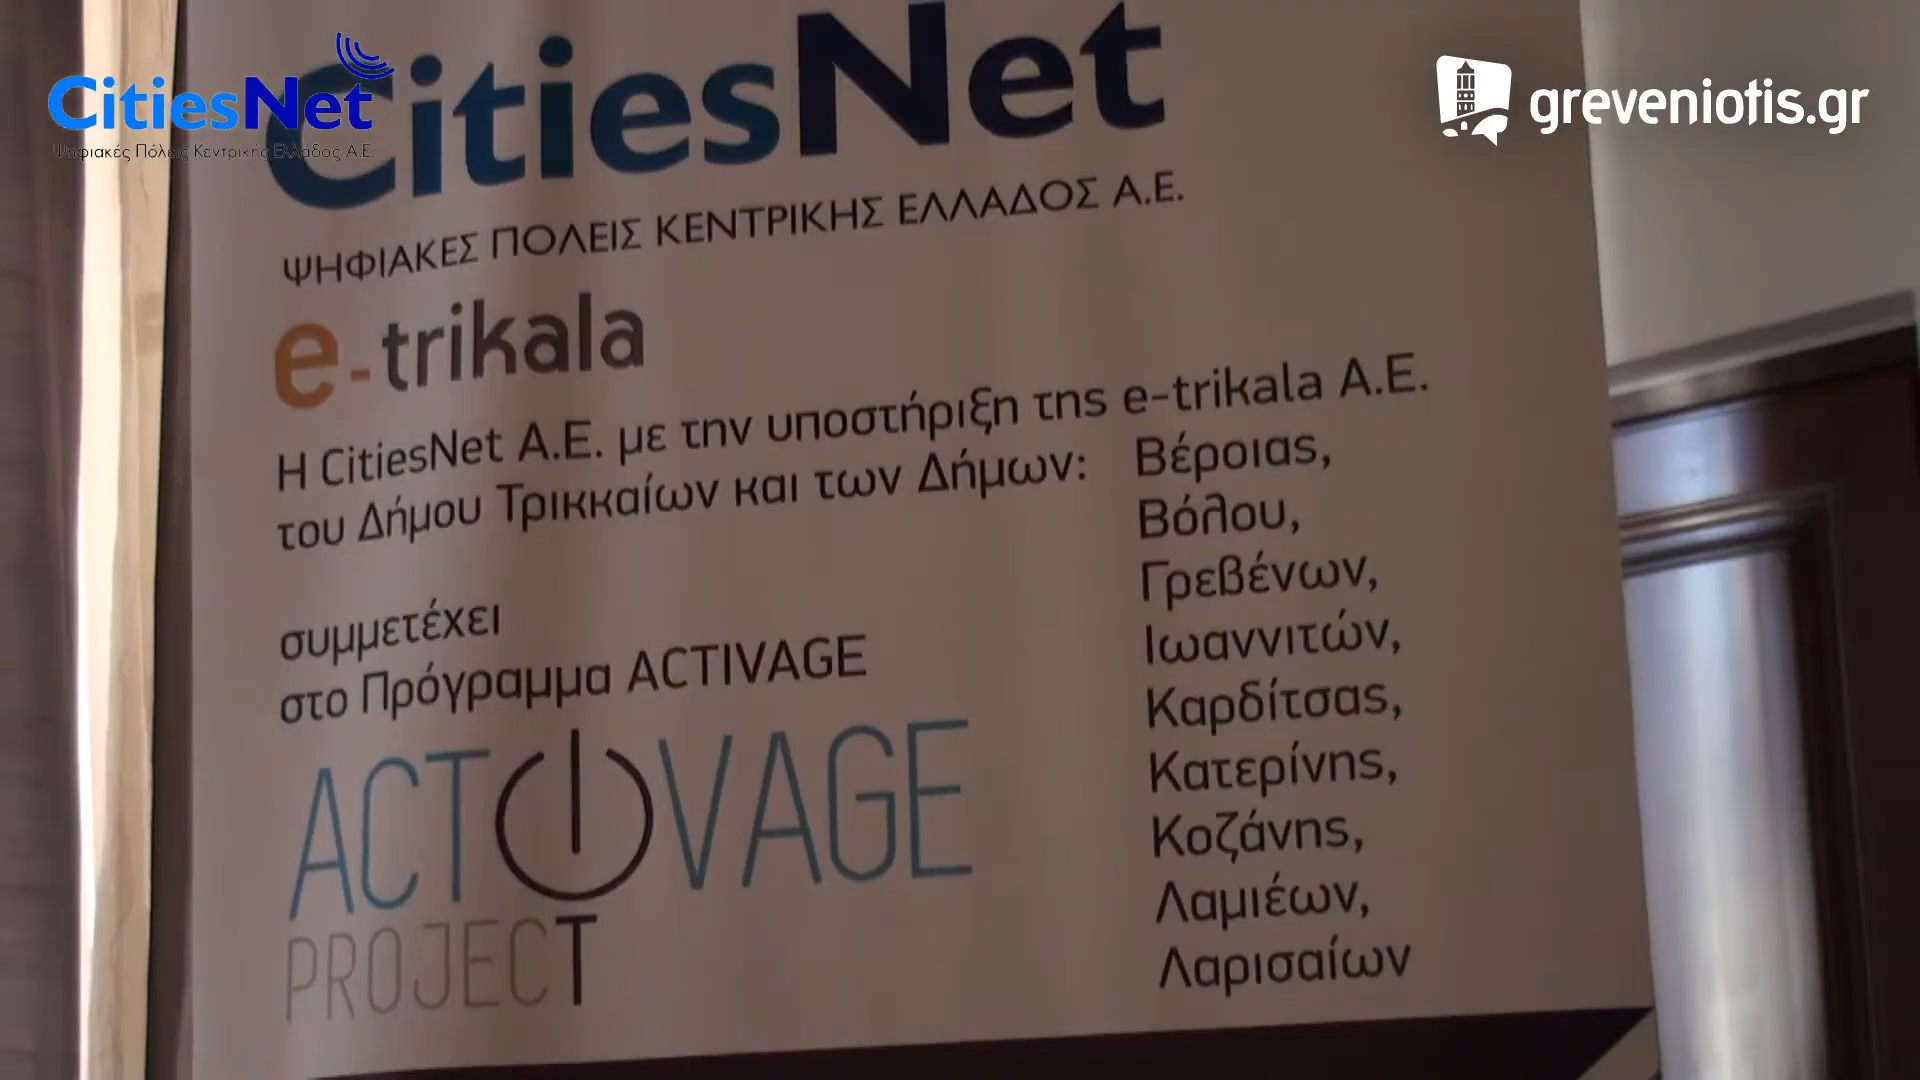 CitiesNet
Ψηφιακές Πόλεις Κεντρικής Ελλάδος Α.Ε.
greveniotis.gr
CitiesNet
ΨΗΦΙΑΚΕΣ ΠΟΛΕΙΣ ΚΕΝΤΡΙΚΗΣ ΕΛΛΑΔΟΣ Α.Ε.
e-trikala
Η CitiesNet Α.Ε. με την υποστήριξη της e-trikala Α.Ε.
του Δήμου Τρικκαίων και των Δήμων:
Βέροιας,
Βόλου,
Γρεβένων,
Ιωαννιτών,
Καρδίτσας,
Κατερίνης,
Κοζάνης,
Λαμιέων,
Λαρισαίων
συμμετέχει
στο Πρόγραμμα ACTIVAGE
ACTIVAGE
PROJECT